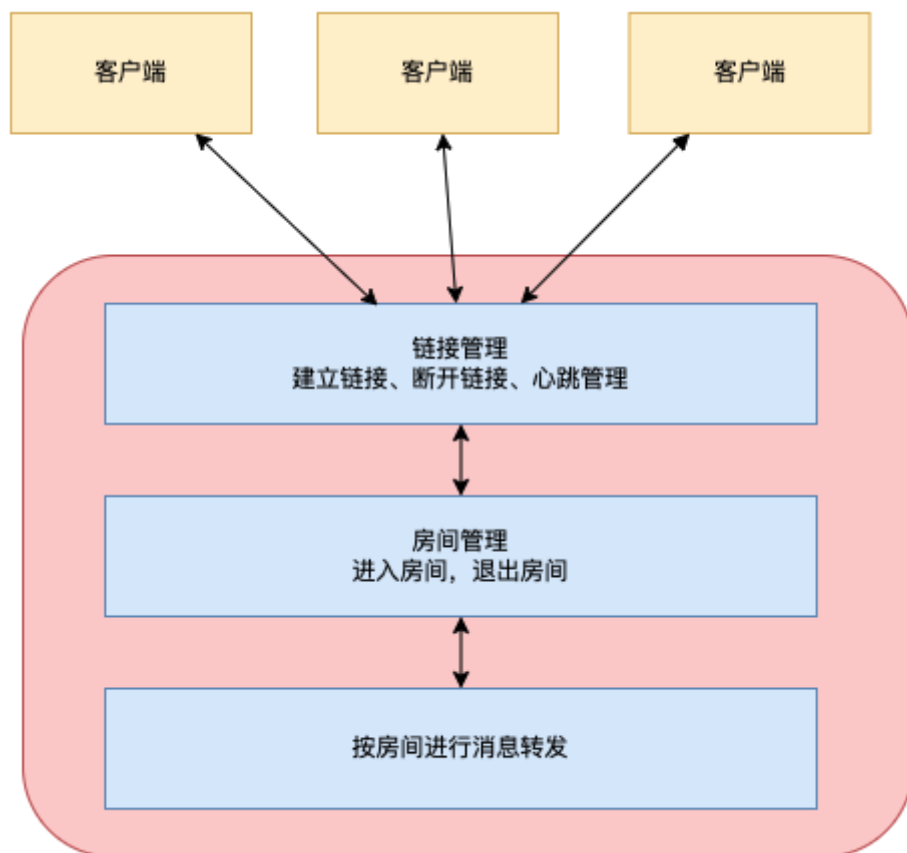 客户端
客户端
客户端
链接管理
建立链接、断开链接、心跳管理
房间管理
进入房间，退出房间
按房间进行消息转发